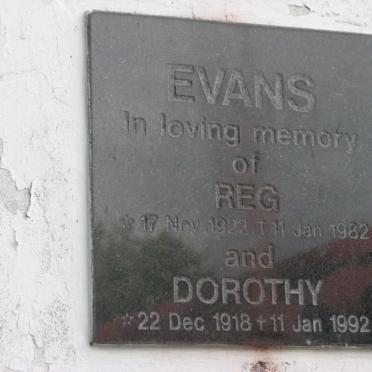 EVANS
In loving memory
of
REG
☆ 17 Nov 1922 † 11 Jan 1982
and
DOROTHY
☆ 22 Dec 1918 † 11 Jan 1992